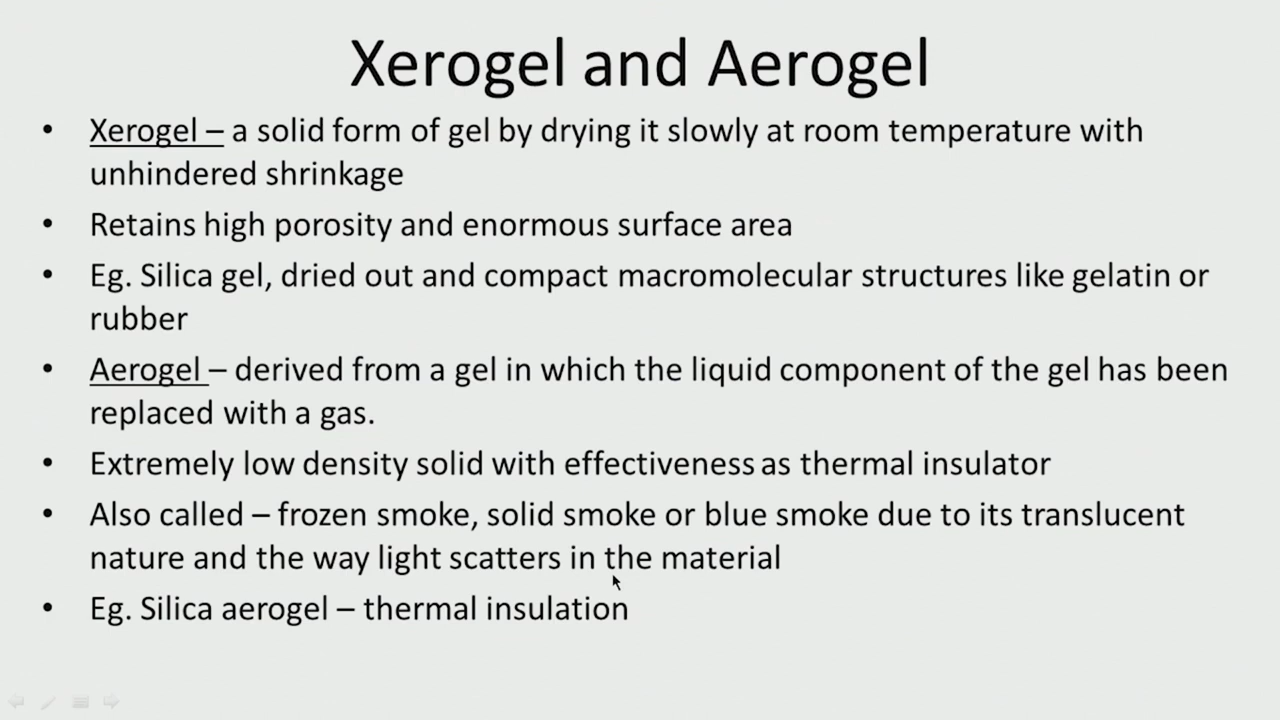 Xerogel and Aerogel
• Xerogel – a solid form of gel by drying it slowly at room temperature with
unhindered shrinkage
• Retains high porosity and enormous surface area
• Eg. Silica gel, dried out and compact macromolecular structures like gelatin or
rubber
• Aerogel – derived from a gel in which the liquid component of the gel has been
replaced with a gas.
• Extremely low density solid with effectiveness as thermal insulator
• Also called – frozen smoke, solid smoke or blue smoke due to its translucent
nature and the way light scatters in the material
• Eg. Silica aerogel – thermal insulation